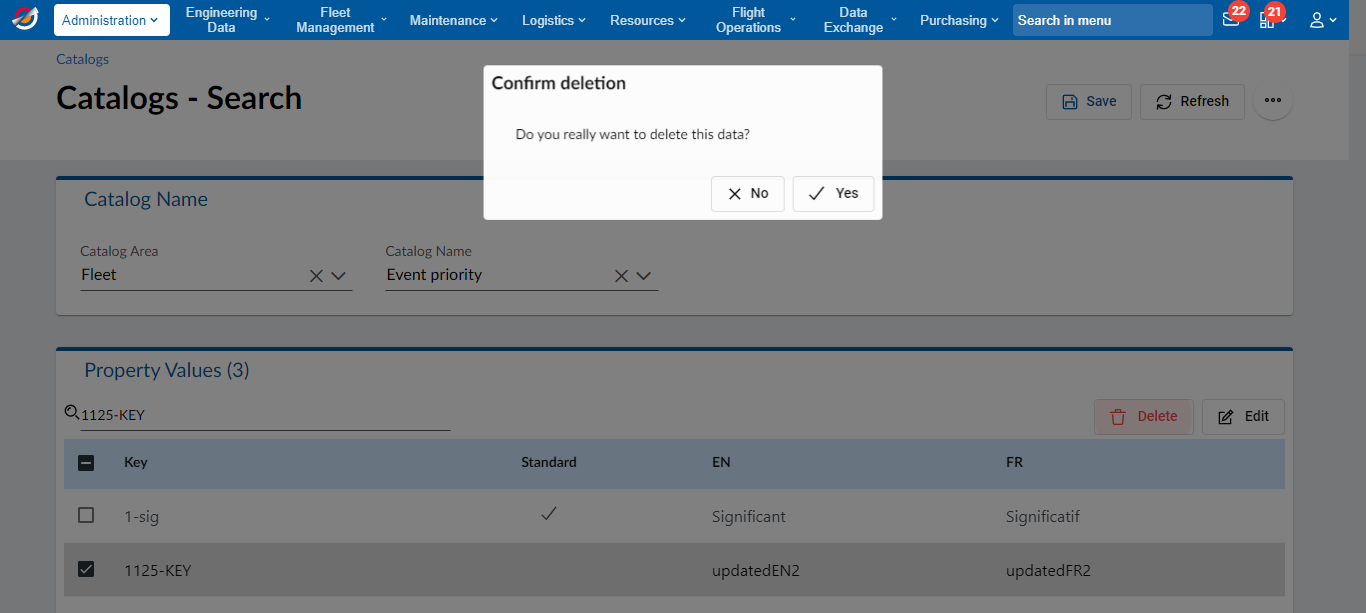 Administration
Engineering
Data
Fleet
Management
Maintenance
Logistics
Resources
Flight
Operations
Data
Exchange
Purchasing
Search in menu
22
21
Catalogs
Catalogs - Search
Save
Refresh
Confirm deletion
Do you really want to delete this data?
No
Yes
Catalog Name
Catalog Area
Fleet
Catalog Name
Event priority
Property Values (3)
1125-KEY
Delete
Edit
Key Standard EN FR
1-sig Significant Significatif
1125-KEY updatedEN2 updatedFR2